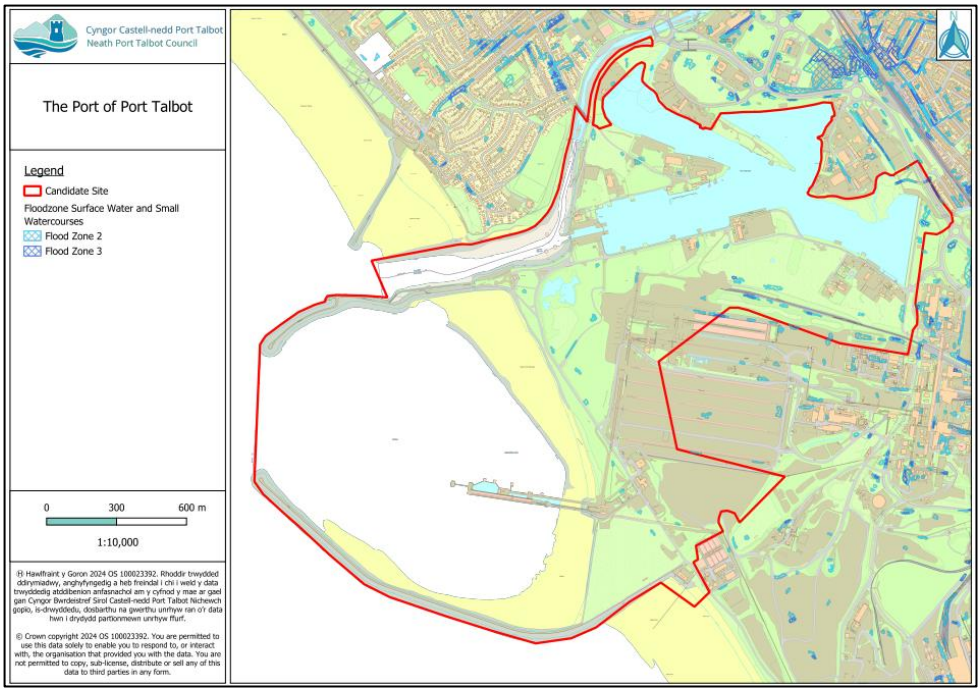 Cyngor Castell-nedd Port Talbot
Neath Port Talbot Council
The Port of Port Talbot
Legend
Candidate Site
Floodzone Surface Water and Small
Watercourses
Flood Zone 2
Flood Zone 3
0 300 600 m
1:10,000
Ⓗ Hawlfraint y Goron 2024 OS 100023392. Rhoddir trwydded
ddirymiadwy, anghyfyngedig a heb freindal i chi i weld y data
trwyddedig atddibenion anfasnachol am y cyfnod y mae ar gael
gan Cyngor Bwrdeistref Sirol Castell-nedd Port Talbot Nichewch
gopïo, is-drwyddedu, dosbarthu na gwerthu unrhyw ran o'r data
hwn i drydydd partïonmewn unrhyw ffurf.
© Crown copyright 2024 OS 100023392. You are permitted to
use this data solely to enable you to respond to, or interact
with, the organisation that provided you with the data. You are
not permitted to copy, sub-license, distribute or sell any of this
data to third parties in any form.
N